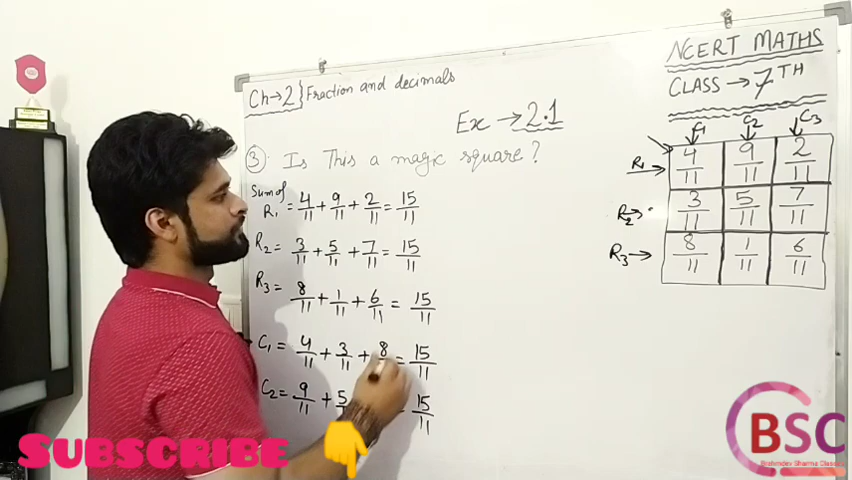 NCERT MATHS
CLASS → 7TH
Ch→2} Fraction and decimals
Ex → 2.1
③ Is This a magic square?
C1 C2 C3
R1 → 4/11 9/11 2/11
R2 → 3/11 5/11 7/11
R3 → 8/11 1/11 6/11
Sum of
R1 = 4/11 + 9/11 + 2/11 = 15/11
R2 = 3/11 + 5/11 + 7/11 = 15/11
R3 = 8/11 + 1/11 + 6/11 = 15/11
C1 = 4/11 + 3/11 + 8 = 15/11
C2 = 9/11 + 5 15/11
SUBSCRIBE
BSC
Brahmdev Sharma Classes